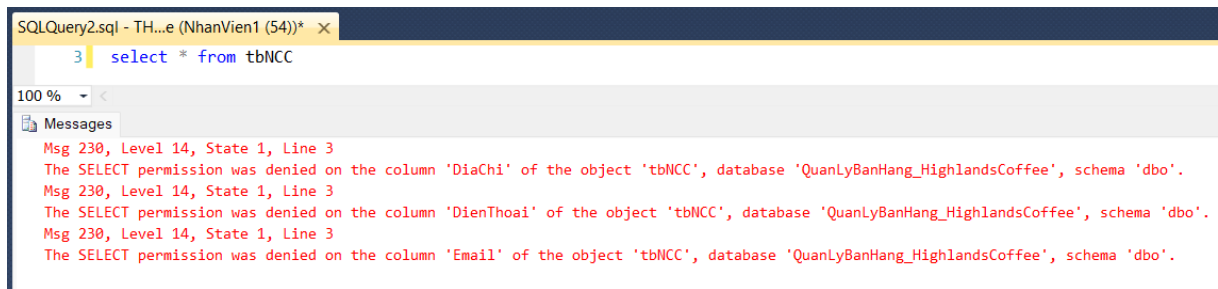 SQLQuery2.sql - TH...e (NhanVien1 (54))* ×
3 select * from tbNCC
100 %
Messages
Msg 230, Level 14, State 1, Line 3
The SELECT permission was denied on the column 'DiaChi' of the object 'tbNCC', database 'QuanLyBanHang_HighlandsCoffee', schema 'dbo'.
Msg 230, Level 14, State 1, Line 3
The SELECT permission was denied on the column 'DienThoai' of the object 'tbNCC', database 'QuanLyBanHang_HighlandsCoffee', schema 'dbo'.
Msg 230, Level 14, State 1, Line 3
The SELECT permission was denied on the column 'Email' of the object 'tbNCC', database 'QuanLyBanHang_HighlandsCoffee', schema 'dbo'.